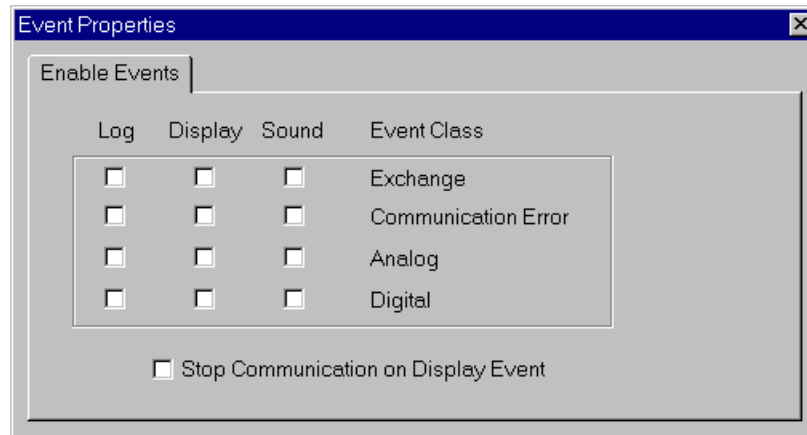 Event Properties
Enable Events
Log Display Sound Event Class
Exchange
Communication Error
Analog
Digital
Stop Communication on Display Event